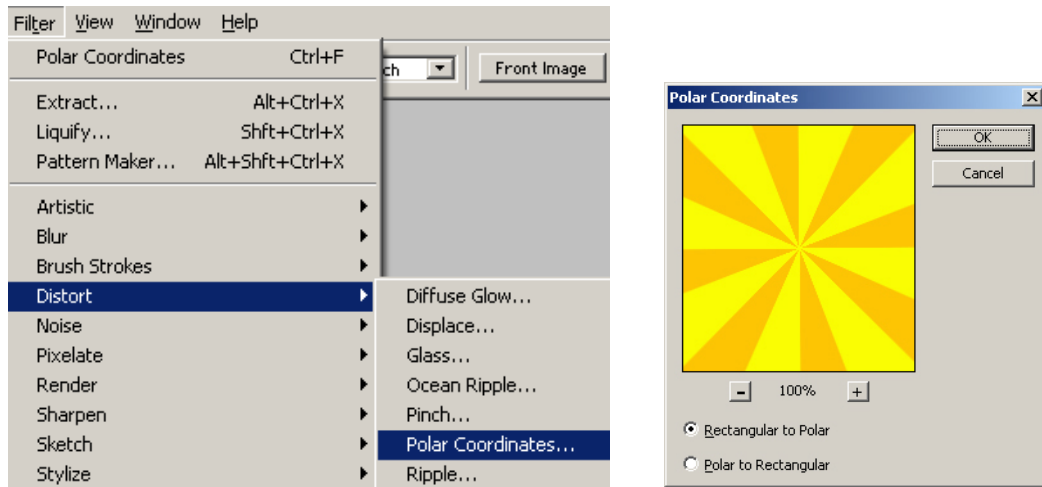 Filter View Window Help
Polar Coordinates Ctrl+F
ch Front Image
Extract... Alt+Ctrl+X
Liquify... Shft+Ctrl+X
Pattern Maker... Alt+Shft+Ctrl+X
Artistic
Blur
Brush Strokes
Distort
Noise
Pixelate
Render
Sharpen
Sketch
Stylize
Diffuse Glow...
Displace...
Glass...
Ocean Ripple...
Pinch...
Polar Coordinates...
Ripple...
Polar Coordinates
OK
Cancel
- 100% +
Rectangular to Polar
Polar to Rectangular